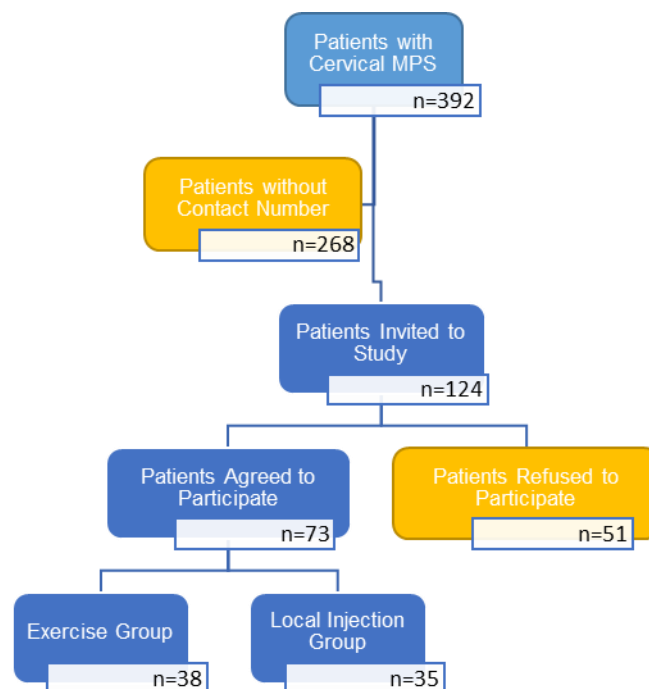 Patients with
Cervical MPS
n=392
Patients without
Contact Number
n=268
Patients Invited to
Study
n=124
Patients Agreed to
Participate
n=73
Patients Refused to
Participate
n=51
Exercise Group
n=38
Local Injection
Group
n=35